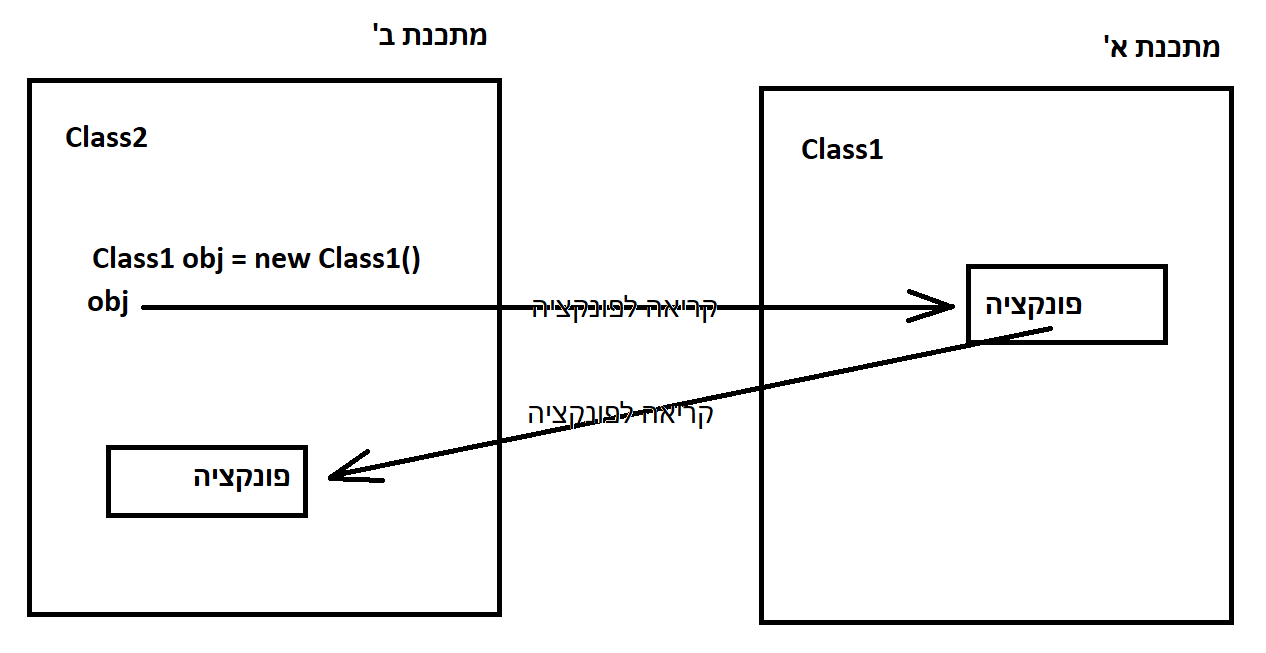 מתכנת א'
מתכנת ב'
Class1
Class2
Class1 obj = new Class1()
obj
קריאה לפונקציה
פונקציה
קריאה לפונקציה
פונקציה